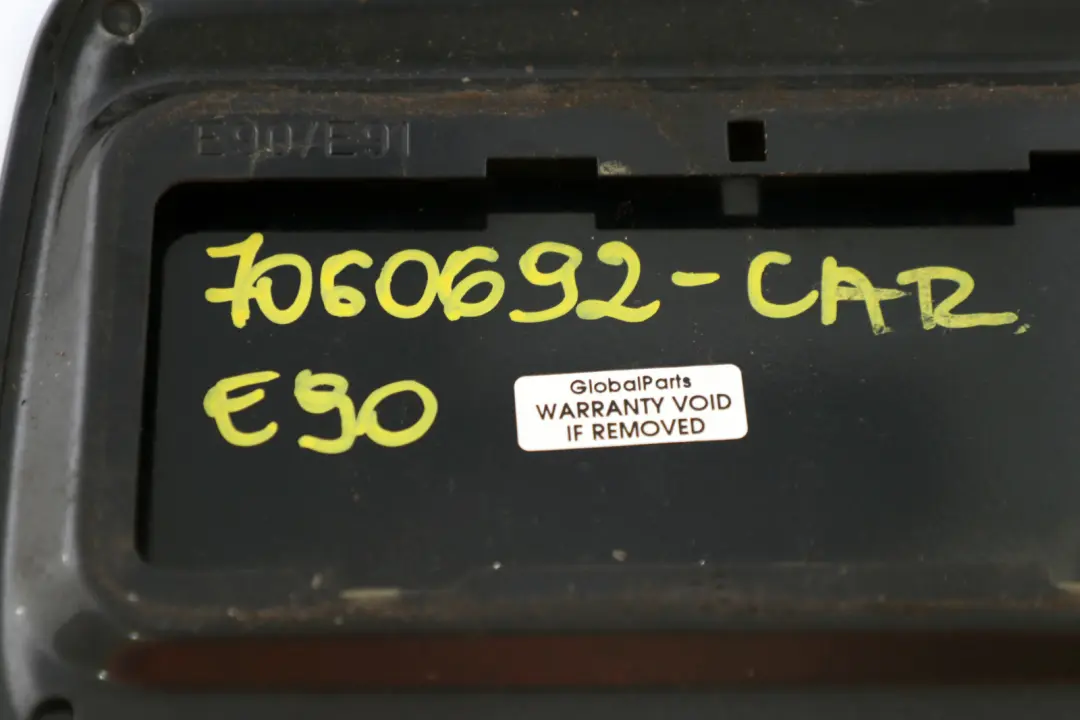 E90/E91
7060692-CAR
E90
GlobalParts
WARRANTY VOID
IF REMOVED